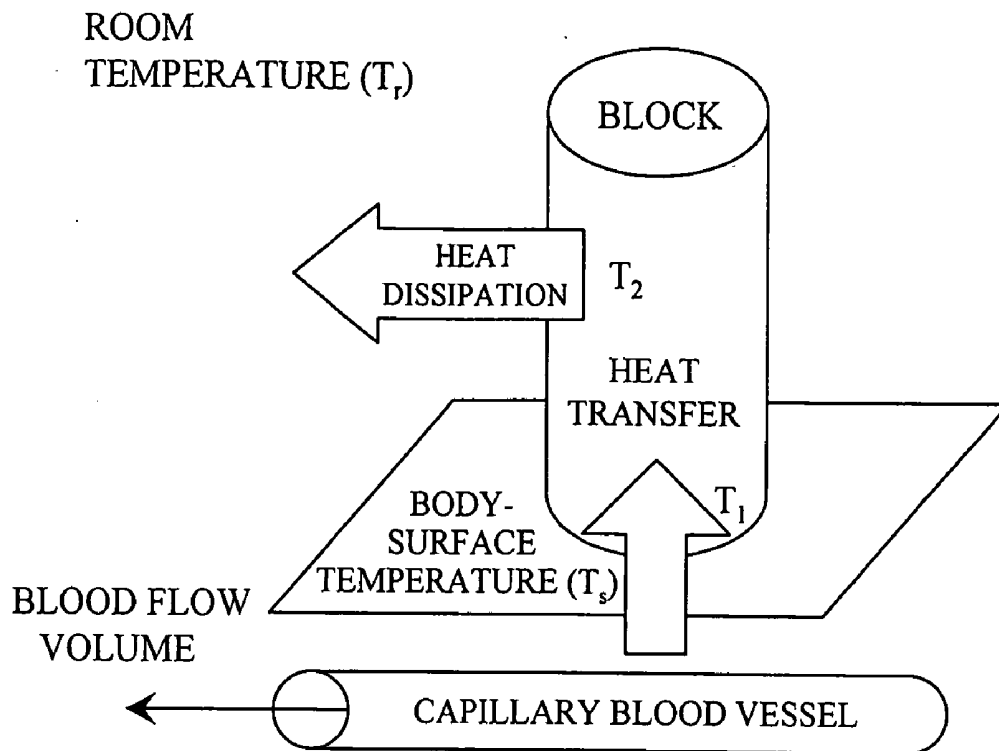 ROOM
TEMPERATURE (Tr)
BLOCK
HEAT
DISSIPATION
T2
HEAT
TRANSFER
T1
BODY-
SURFACE
TEMPERATURE (Ts)
BLOOD FLOW
VOLUME
CAPILLARY BLOOD VESSEL